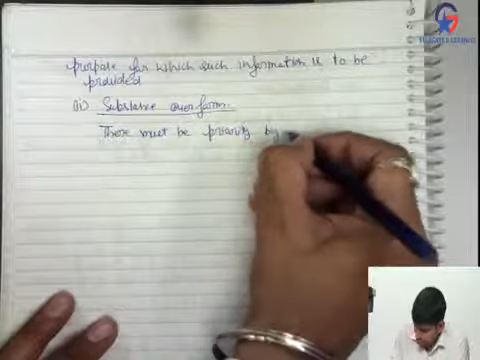 purpose for which such information is to be
provided
(ii) Substance over form.
There must be priority by